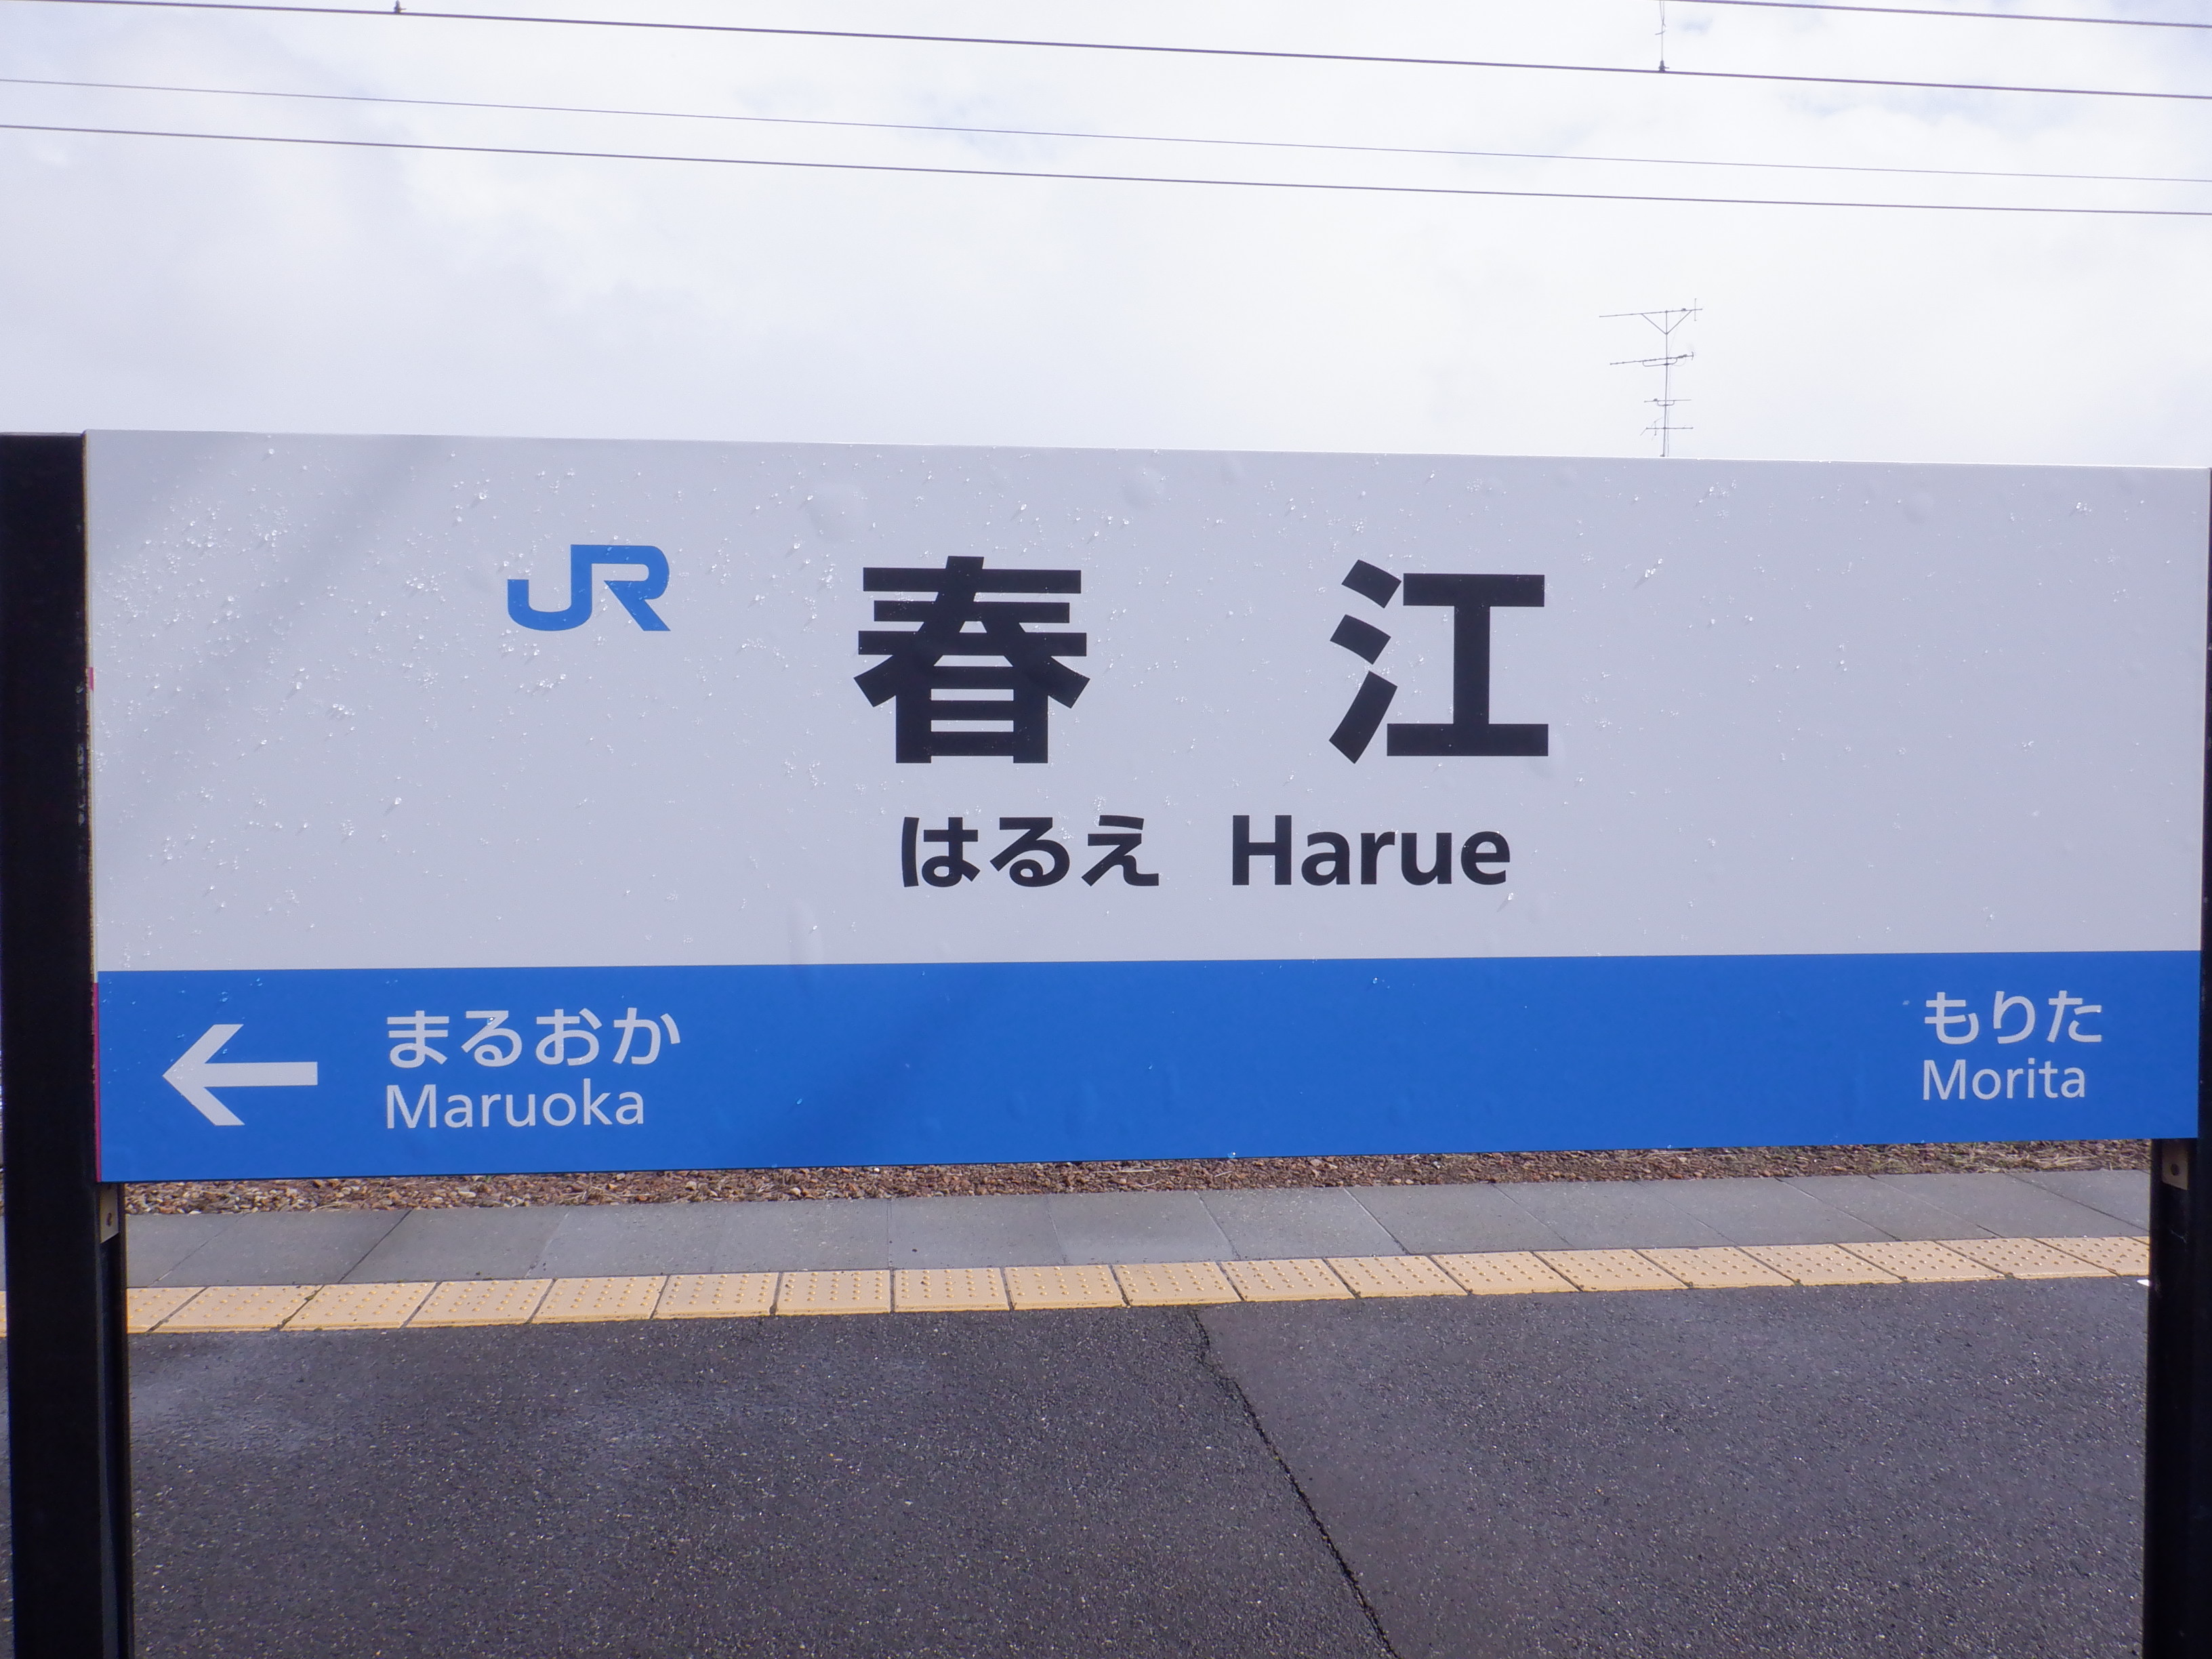 JR
春江
はるえ Harue
← まるおか
Maruoka
もりた
Morita